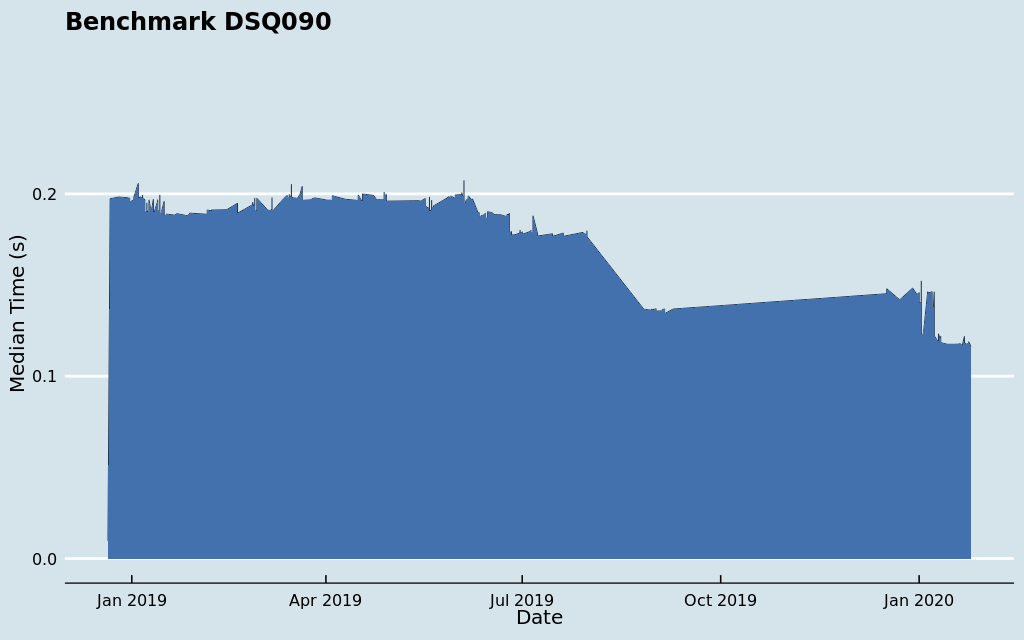 Benchmark DSQ090
Median Time (s)
0.2
0.1
0.0
Jan 2019
Apr 2019
Jul 2019
Oct 2019
Jan 2020
Date